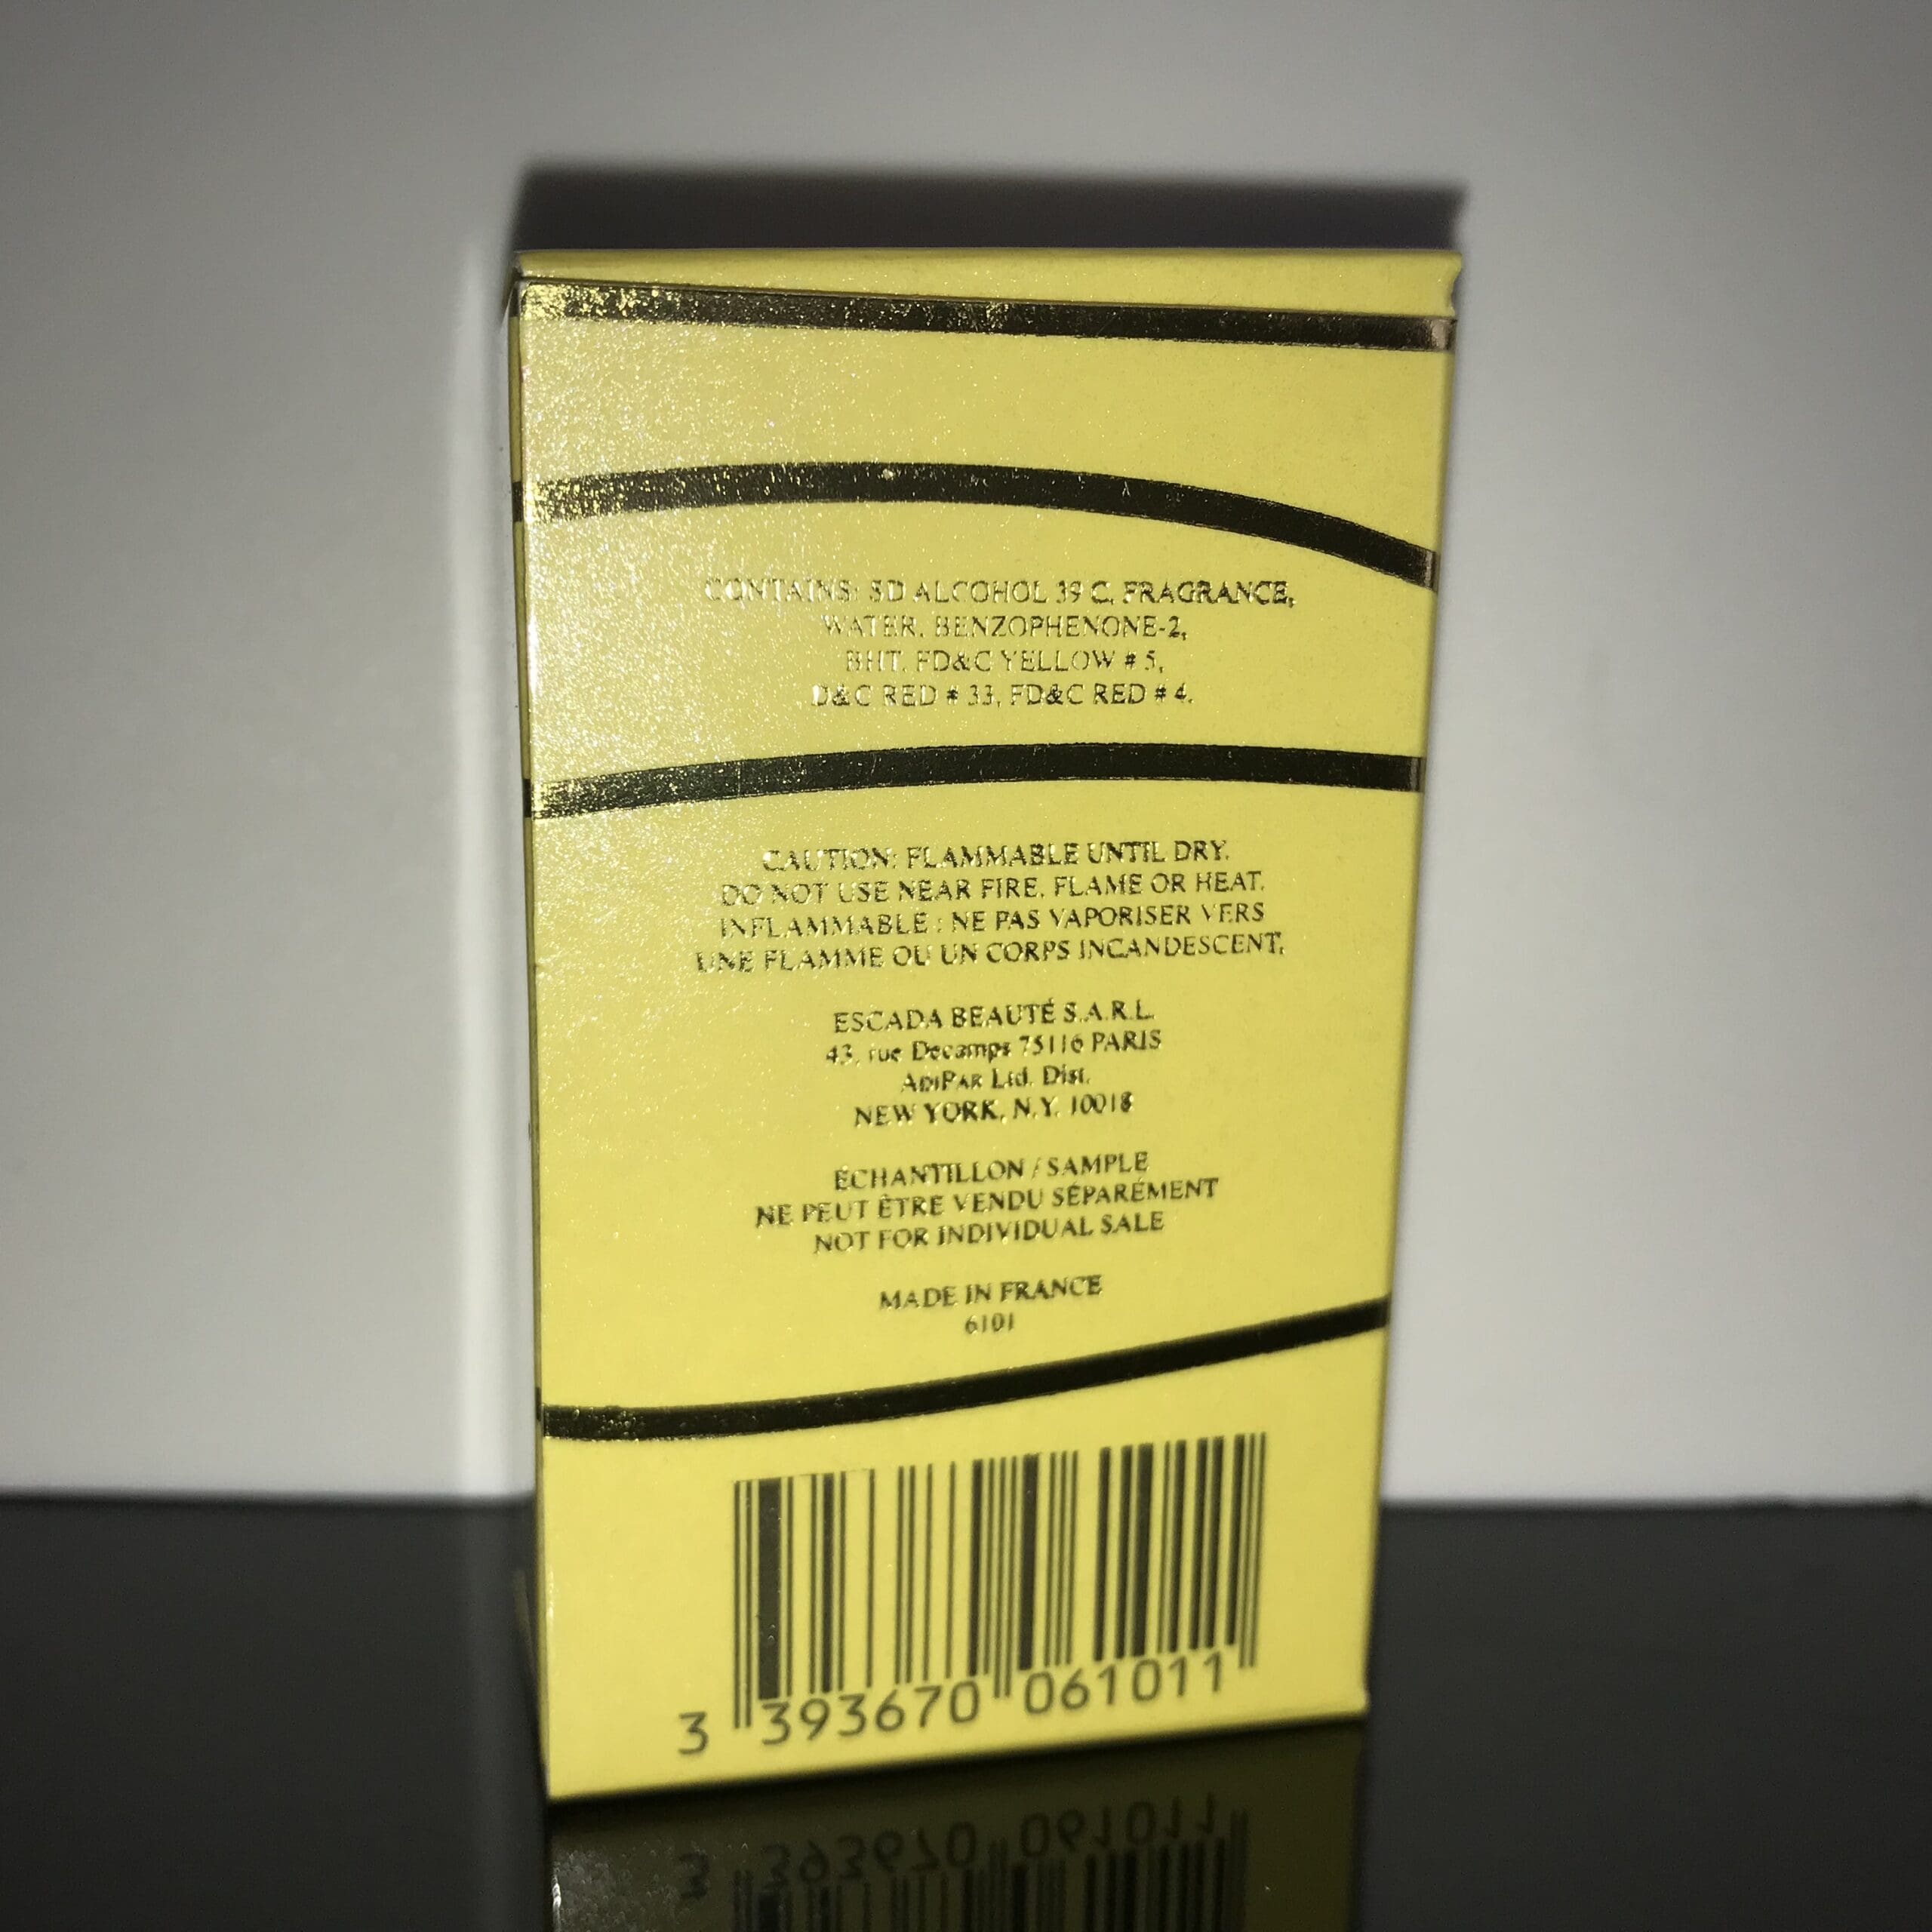 CONTAINS: SD ALCOHOL 39 C, FRAGRANCE,
WATER, BENZOPHENONE-2,
BHT, FD&C YELLOW # 5,
D&C RED # 33, FD&C RED # 4.
CAUTION: FLAMMABLE UNTIL DRY.
DO NOT USE NEAR FIRE, FLAME OR HEAT.
INFLAMMABLE : NE PAS VAPORISER VERS
UNE FLAMME OU UN CORPS INCANDESCENT.
ESCADA BEAUTÉ S.A.R.L.
43, rue Decamps 75116 PARIS
ADIPAR Ltd. Dist.
NEW YORK, N.Y. 10018
ÉCHANTILLON / SAMPLE
NE PEUT ÊTRE VENDU SÉPARÉMENT
NOT FOR INDIVIDUAL SALE
MADE IN FRANCE
6101
3 393670 061011